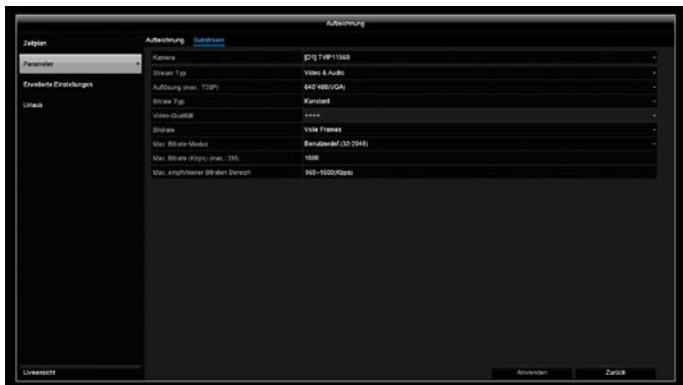 Aufzeichnung
Zeitplan
Parameter
Erweiterte Einstellungen
Urlaub
Aufzeichnung Substream
Kamera [D1] TVIP11560
Stream Typ Video & Audio
Auflösung (max.: 720P) 640*480(VGA)
Bitrate Typ Konstant
Video-Qualität ****
Bildrate Volle Frames
Max. Bitrate-Modus Benutzerdef.(32-2048)
Max. Bitrate (Kbps) (max.: 1000
Max. empfohlener Bitraten Bereich 960~1600(Kbps)
Liveansicht
Anwenden Zurück